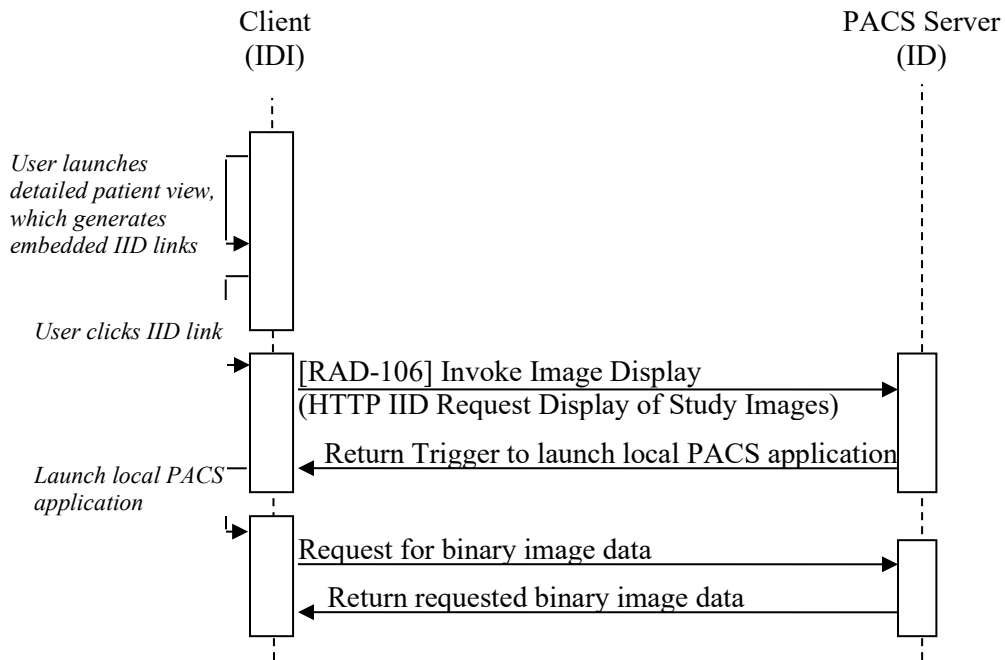 Client
(IDI)
PACS Server
(ID)
User launches
detailed patient view,
which generates
embedded IID links
User clicks IID link
[RAD-106] Invoke Image Display
(HTTP IID Request Display of Study Images)
Return Trigger to launch local PACS application
Launch local PACS
application
Request for binary image data
Return requested binary image data